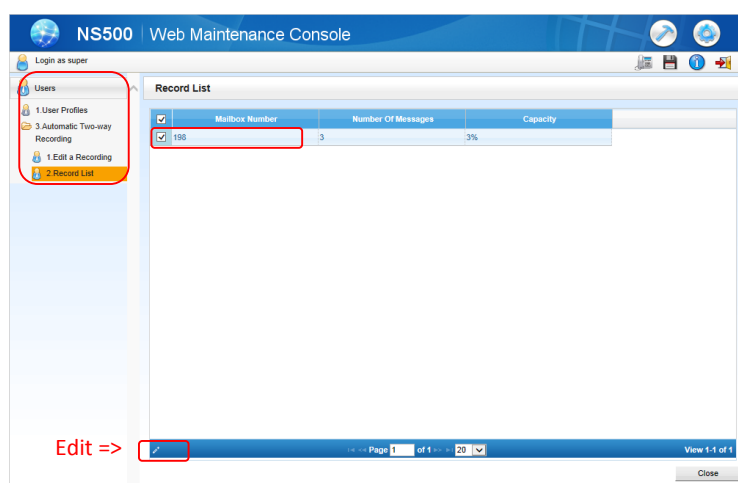 NS500 Web Maintenance Console
Login as super
Users
1.User Profiles
3.Automatic Two-way
Recording
1.Edit a Recording
2.Record List
Record List
Mailbox Number Number Of Messages Capacity
198 3 3%
Edit =>
Page 1 of 1 20 View 1-1 of 1
Close